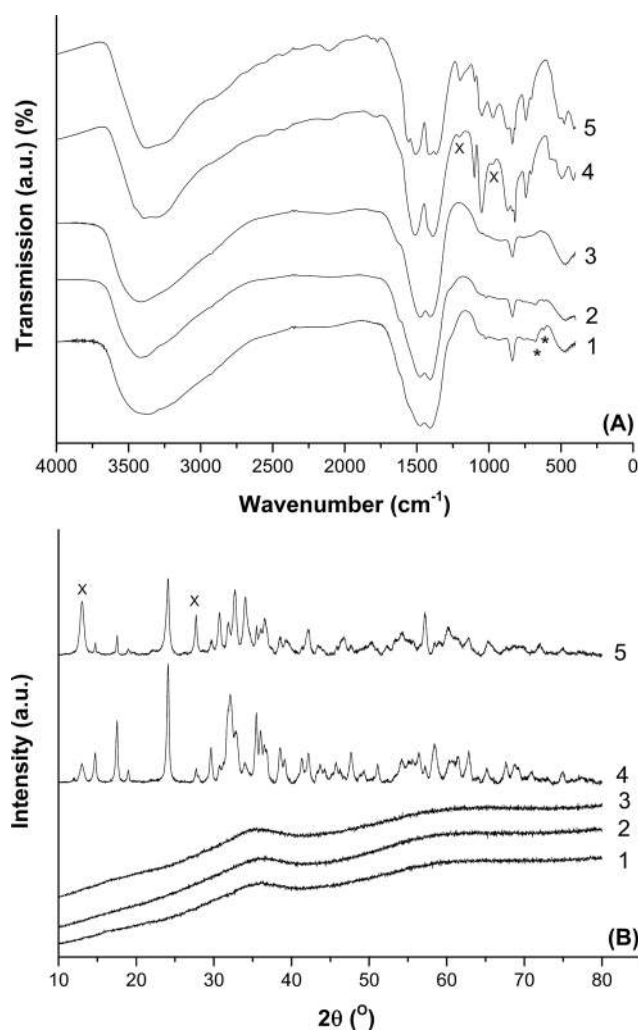 Transmission (a.u.) (%)
5
x
x
4
3
2
1
*
*
(A)
4000 3500 3000 2500 2000 1500 1000 500 0
Wavenumber (cm⁻¹)
Intensity (a.u.)
x
x
5
4
3
2
1
(B)
10 20 30 40 50 60 70 80
2θ (O)